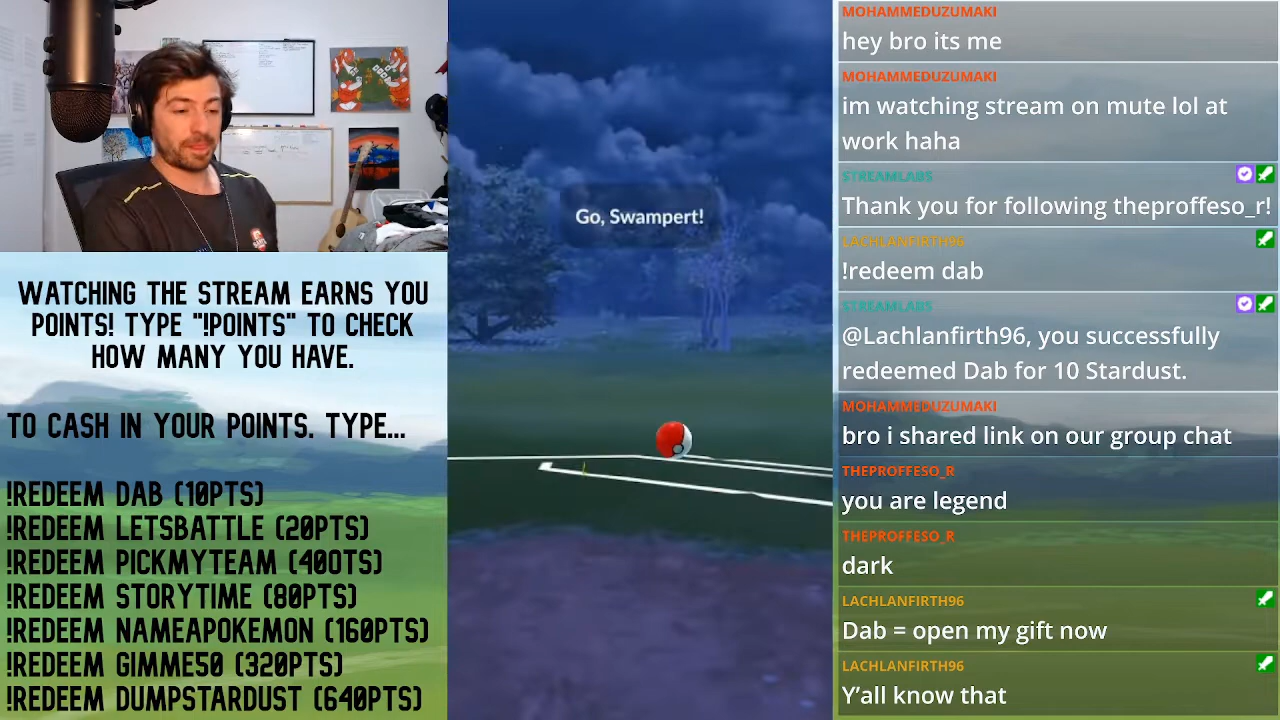 WATCHING THE STREAM EARNS YOU
POINTS! TYPE "!POINTS" TO CHECK
HOW MANY YOU HAVE.
TO CASH IN YOUR POINTS. TYPE...
!REDEEM DAB (10PTS)
!REDEEM LETSBATTLE (20PTS)
!REDEEM PICKMYTEAM (40OTS)
!REDEEM STORYTIME (80PTS)
!REDEEM NAMEAPOKEMON (160PTS)
!REDEEM GIMME50 (320PTS)
!REDEEM DUMPSTARDUST (640PTS)
Go, Swampert!
MOHAMMEDUZUMAKI
hey bro its me
MOHAMMEDUZUMAKI
im watching stream on mute lol at
work haha
STREAMLABS
Thank you for following theproffeso_r!
LACHLANFIRTH96
!redeem dab
STREAMLABS
@Lachlanfirth96, you successfully
redeemed Dab for 10 Stardust.
MOHAMMEDUZUMAKI
bro i shared link on our group chat
THEPROFFESO_R
you are legend
THEPROFFESO_R
dark
LACHLANFIRTH96
Dab = open my gift now
LACHLANFIRTH96
Y'all know that